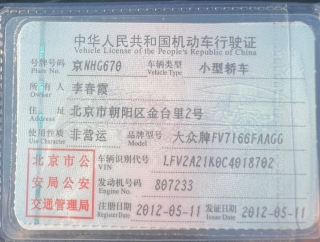 中华人民共和国机动车行驶证
Vehicle License of the People's Republic of China
号牌号码 京NHG670 车辆类型 小型轿车
Plate No. Vehicle Type
所有人 李春霞
Owner
住址 北京市朝阳区金台里2号
Address
使用性质 非营运 品牌型号 大众牌FV7166FAAGG
Use Character Model
北京市公安局公安交通管理局
车辆识别代号 LFV2A21K0C4018702
VIN
发动机号码 807233
Engine No.
注册日期 2012-05-11 发证日期 2012-05-11
Register Date Issue Date